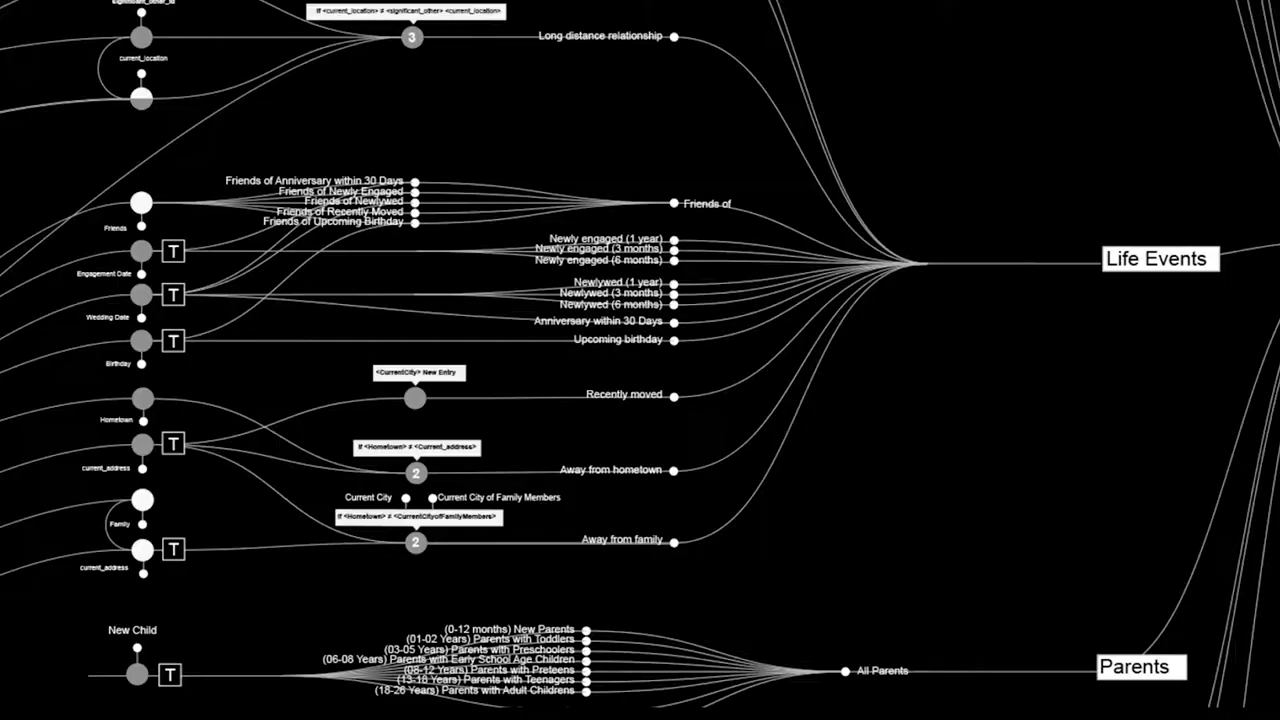 significant_other_id
If <current_location> ≠ <significant_other> <current_location>
3
Long distance relationship
current_location
Friends of Anniversary within 30 Days
Friends of Newly Engaged
Friends of Newlywed
Friends of Recently Moved
Friends of Upcoming Birthday
Friends of
Friends
T
Newly engaged (1 year)
Newly engaged (3 months)
Newly engaged (6 months)
Life Events
Engagement Date
T
Newlywed (1 year)
Newlywed (3 months)
Newlywed (6 months)
Wedding Date
Anniversary within 30 Days
T
Upcoming birthday
Birthday
<CurrentCity> New Entry
Recently moved
Hometown
T
If <Hometown> ≠ <Current_address>
2
Away from hometown
current_address
Current City
Current City of Family Members
If <Hometown> ≠ <CurrentCityofFamilyMembers>
Family
T
2
Away from family
current_address
New Child
T
(0-12 months) New Parents
(01-02 Years) Parents with Toddlers
(03-05 Years) Parents with Preschoolers
(06-08 Years) Parents with Early School Age Children
(08-12 Years) Parents with Preteens
(13-18 Years) Parents with Teenagers
(18-26 Years) Parents with Adult Childrens
All Parents
Parents